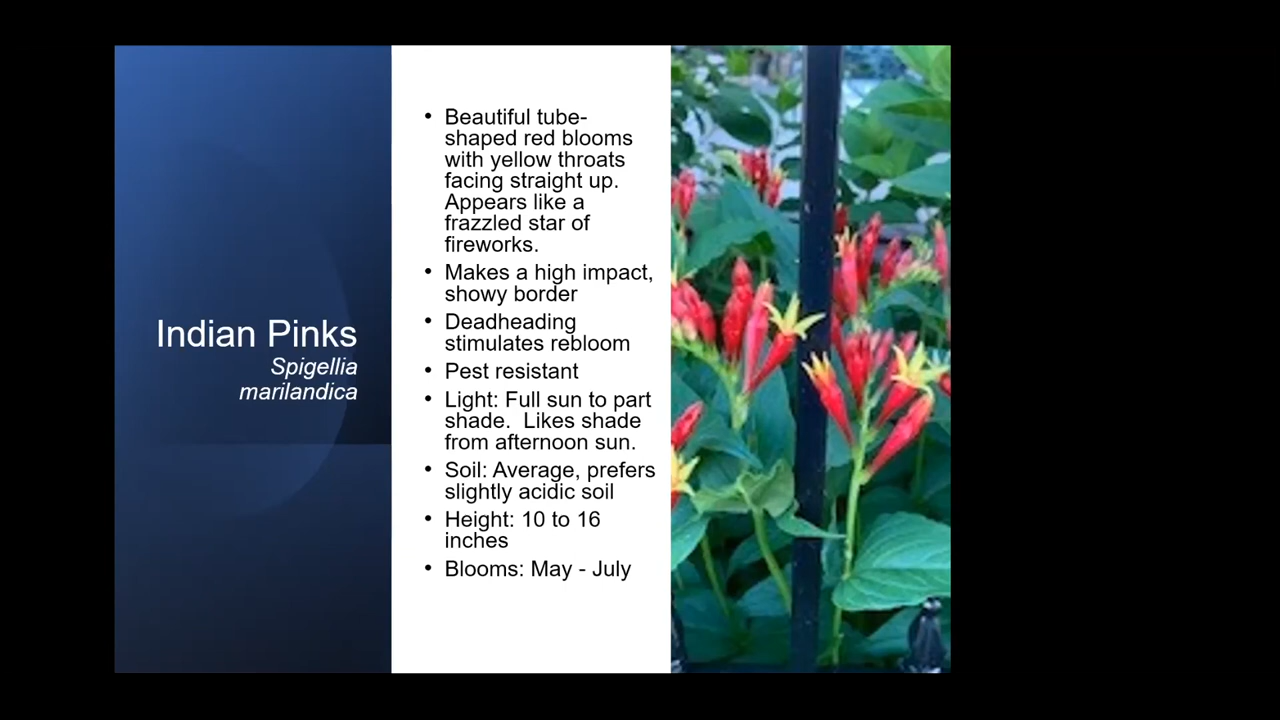 Indian Pinks
Spigellia
marilandica
• Beautiful tube-
shaped red blooms
with yellow throats
facing straight up.
Appears like a
frazzled star of
fireworks.
• Makes a high impact,
showy border
• Deadheading
stimulates rebloom
• Pest resistant
• Light: Full sun to part
shade.  Likes shade
from afternoon sun.
• Soil: Average, prefers
slightly acidic soil
• Height: 10 to 16
inches
• Blooms: May - July